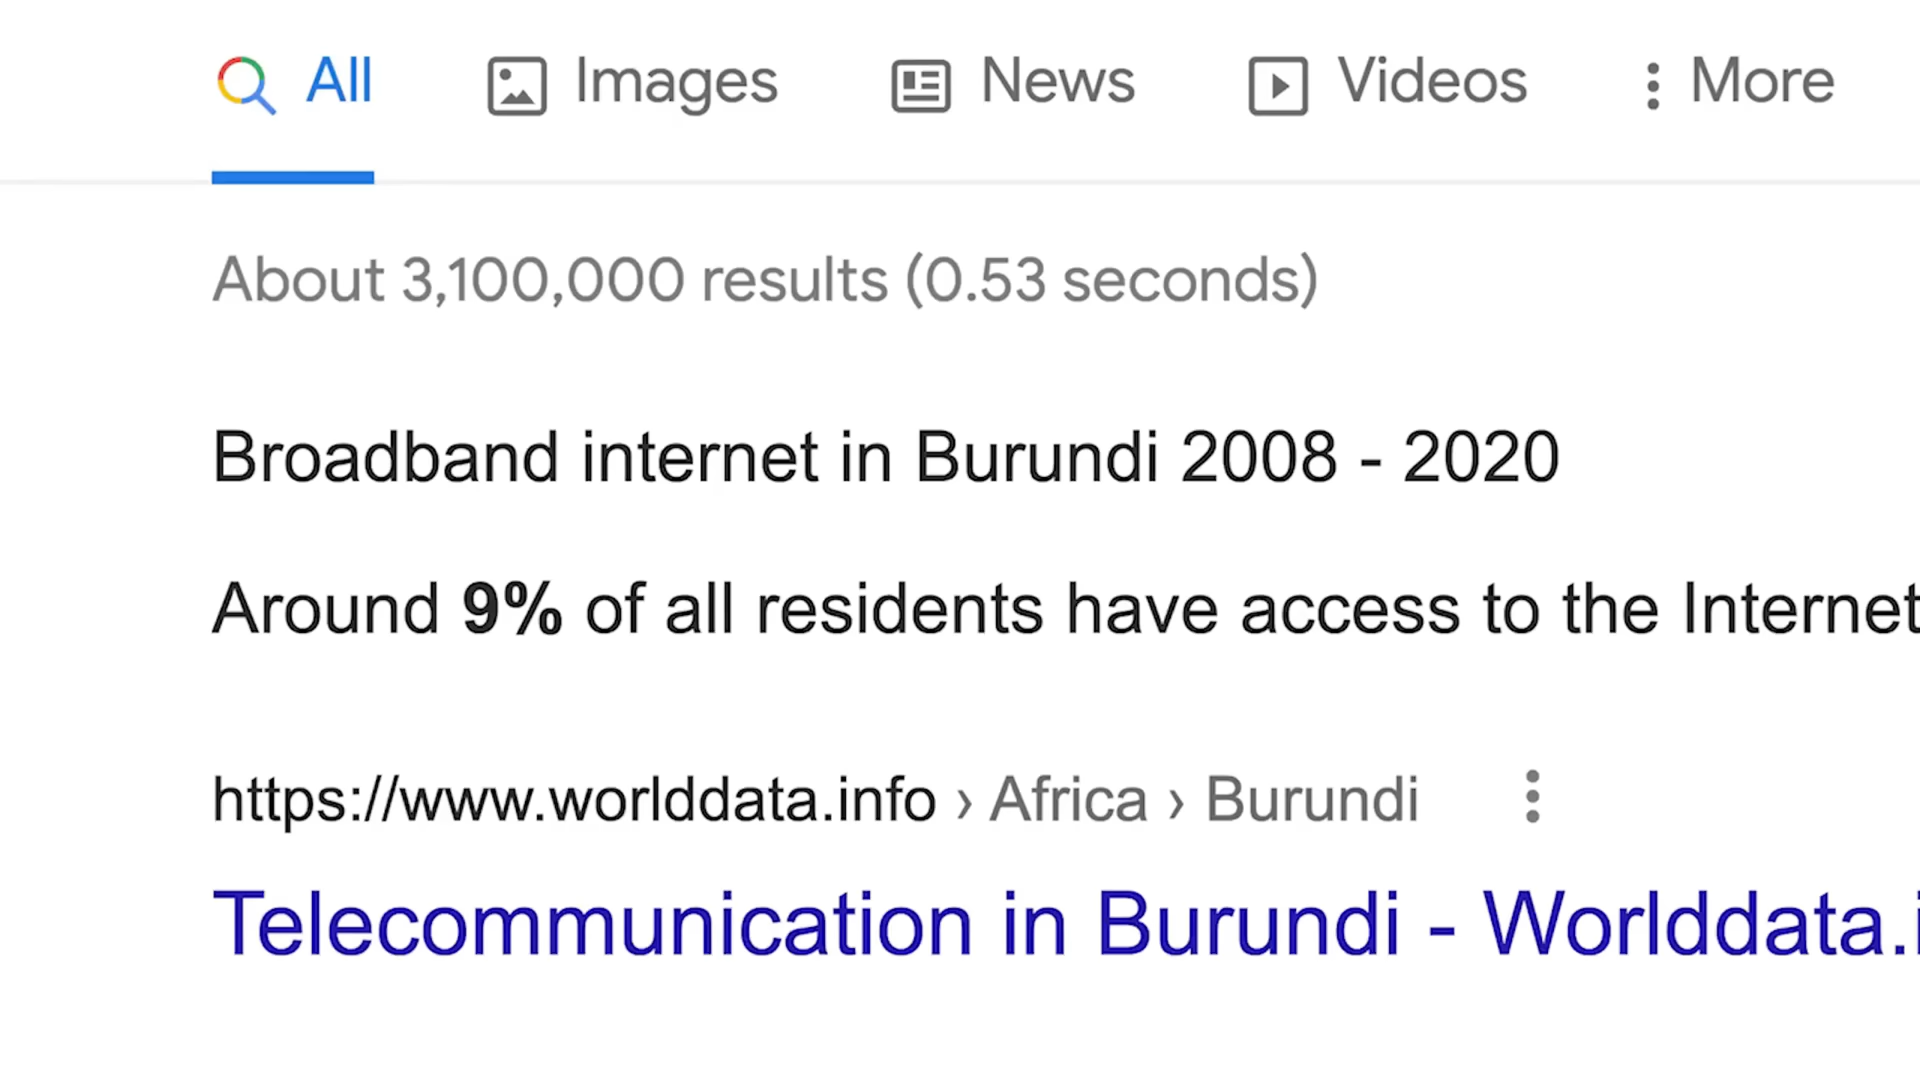 All Images News Videos More
About 3,100,000 results (0.53 seconds)
Broadband internet in Burundi 2008 - 2020
Around 9% of all residents have access to the Internet
https://www.worlddata.info › Africa › Burundi
Telecommunication in Burundi - Worlddata.i